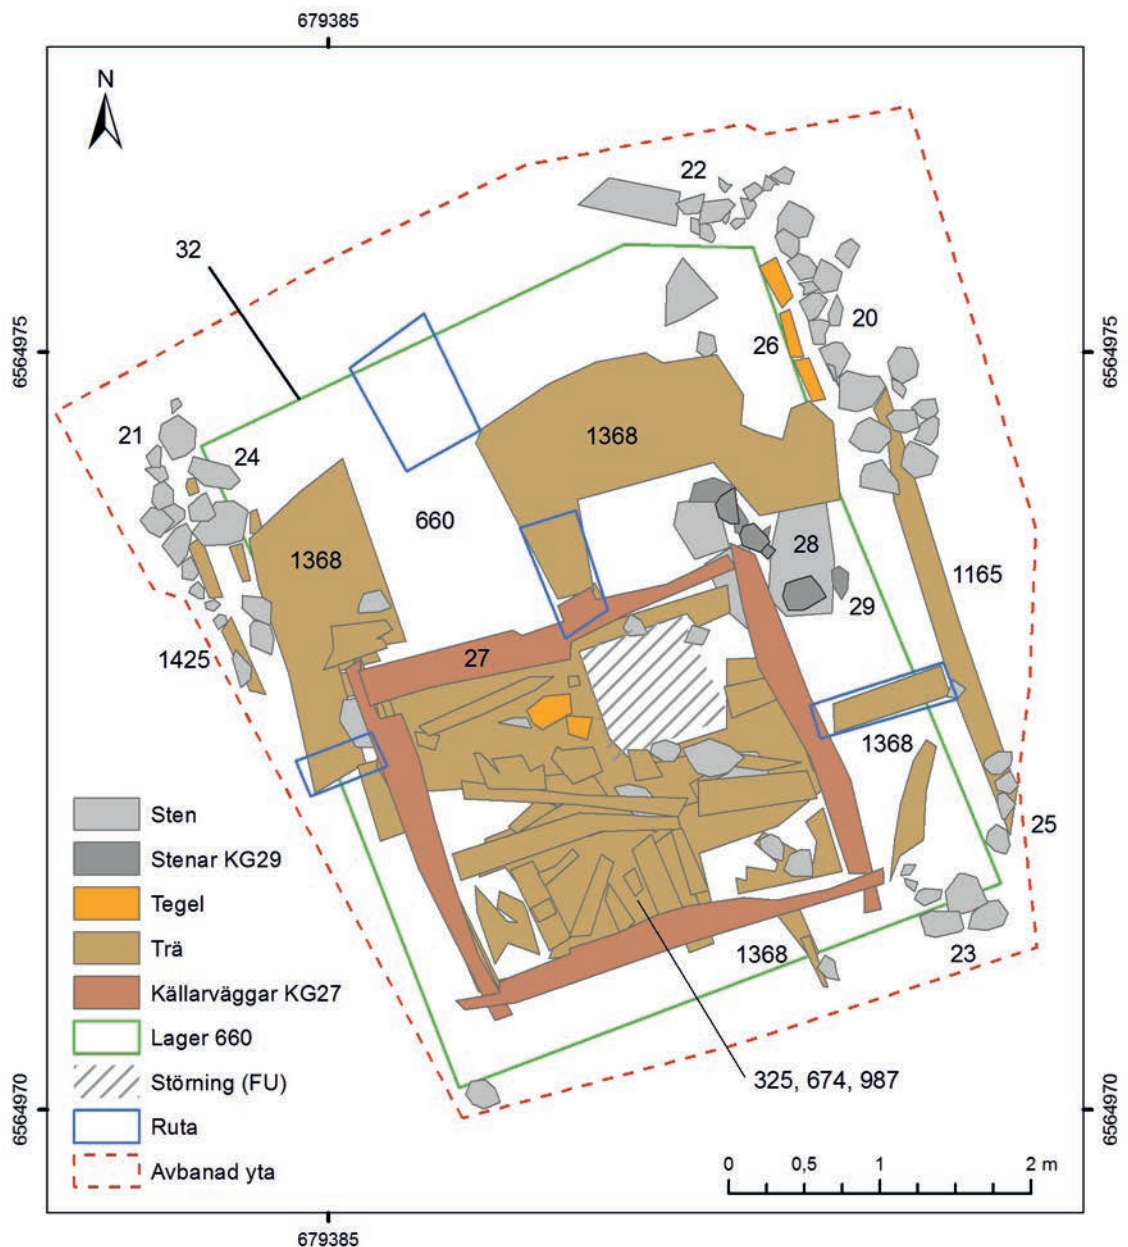 679385
N
22
32
6564975
6564975
20
26
21
24
1368
660
1368
28
1165
29
1425
27
1368
Sten
25
Stenar KG29
Tegel
Trä
1368
23
Källarväggar KG27
Lager 660
Störning (FU)
325, 674, 987
Ruta
6564970
6564970
Avbanad yta
0 0,5 1 2 m
679385